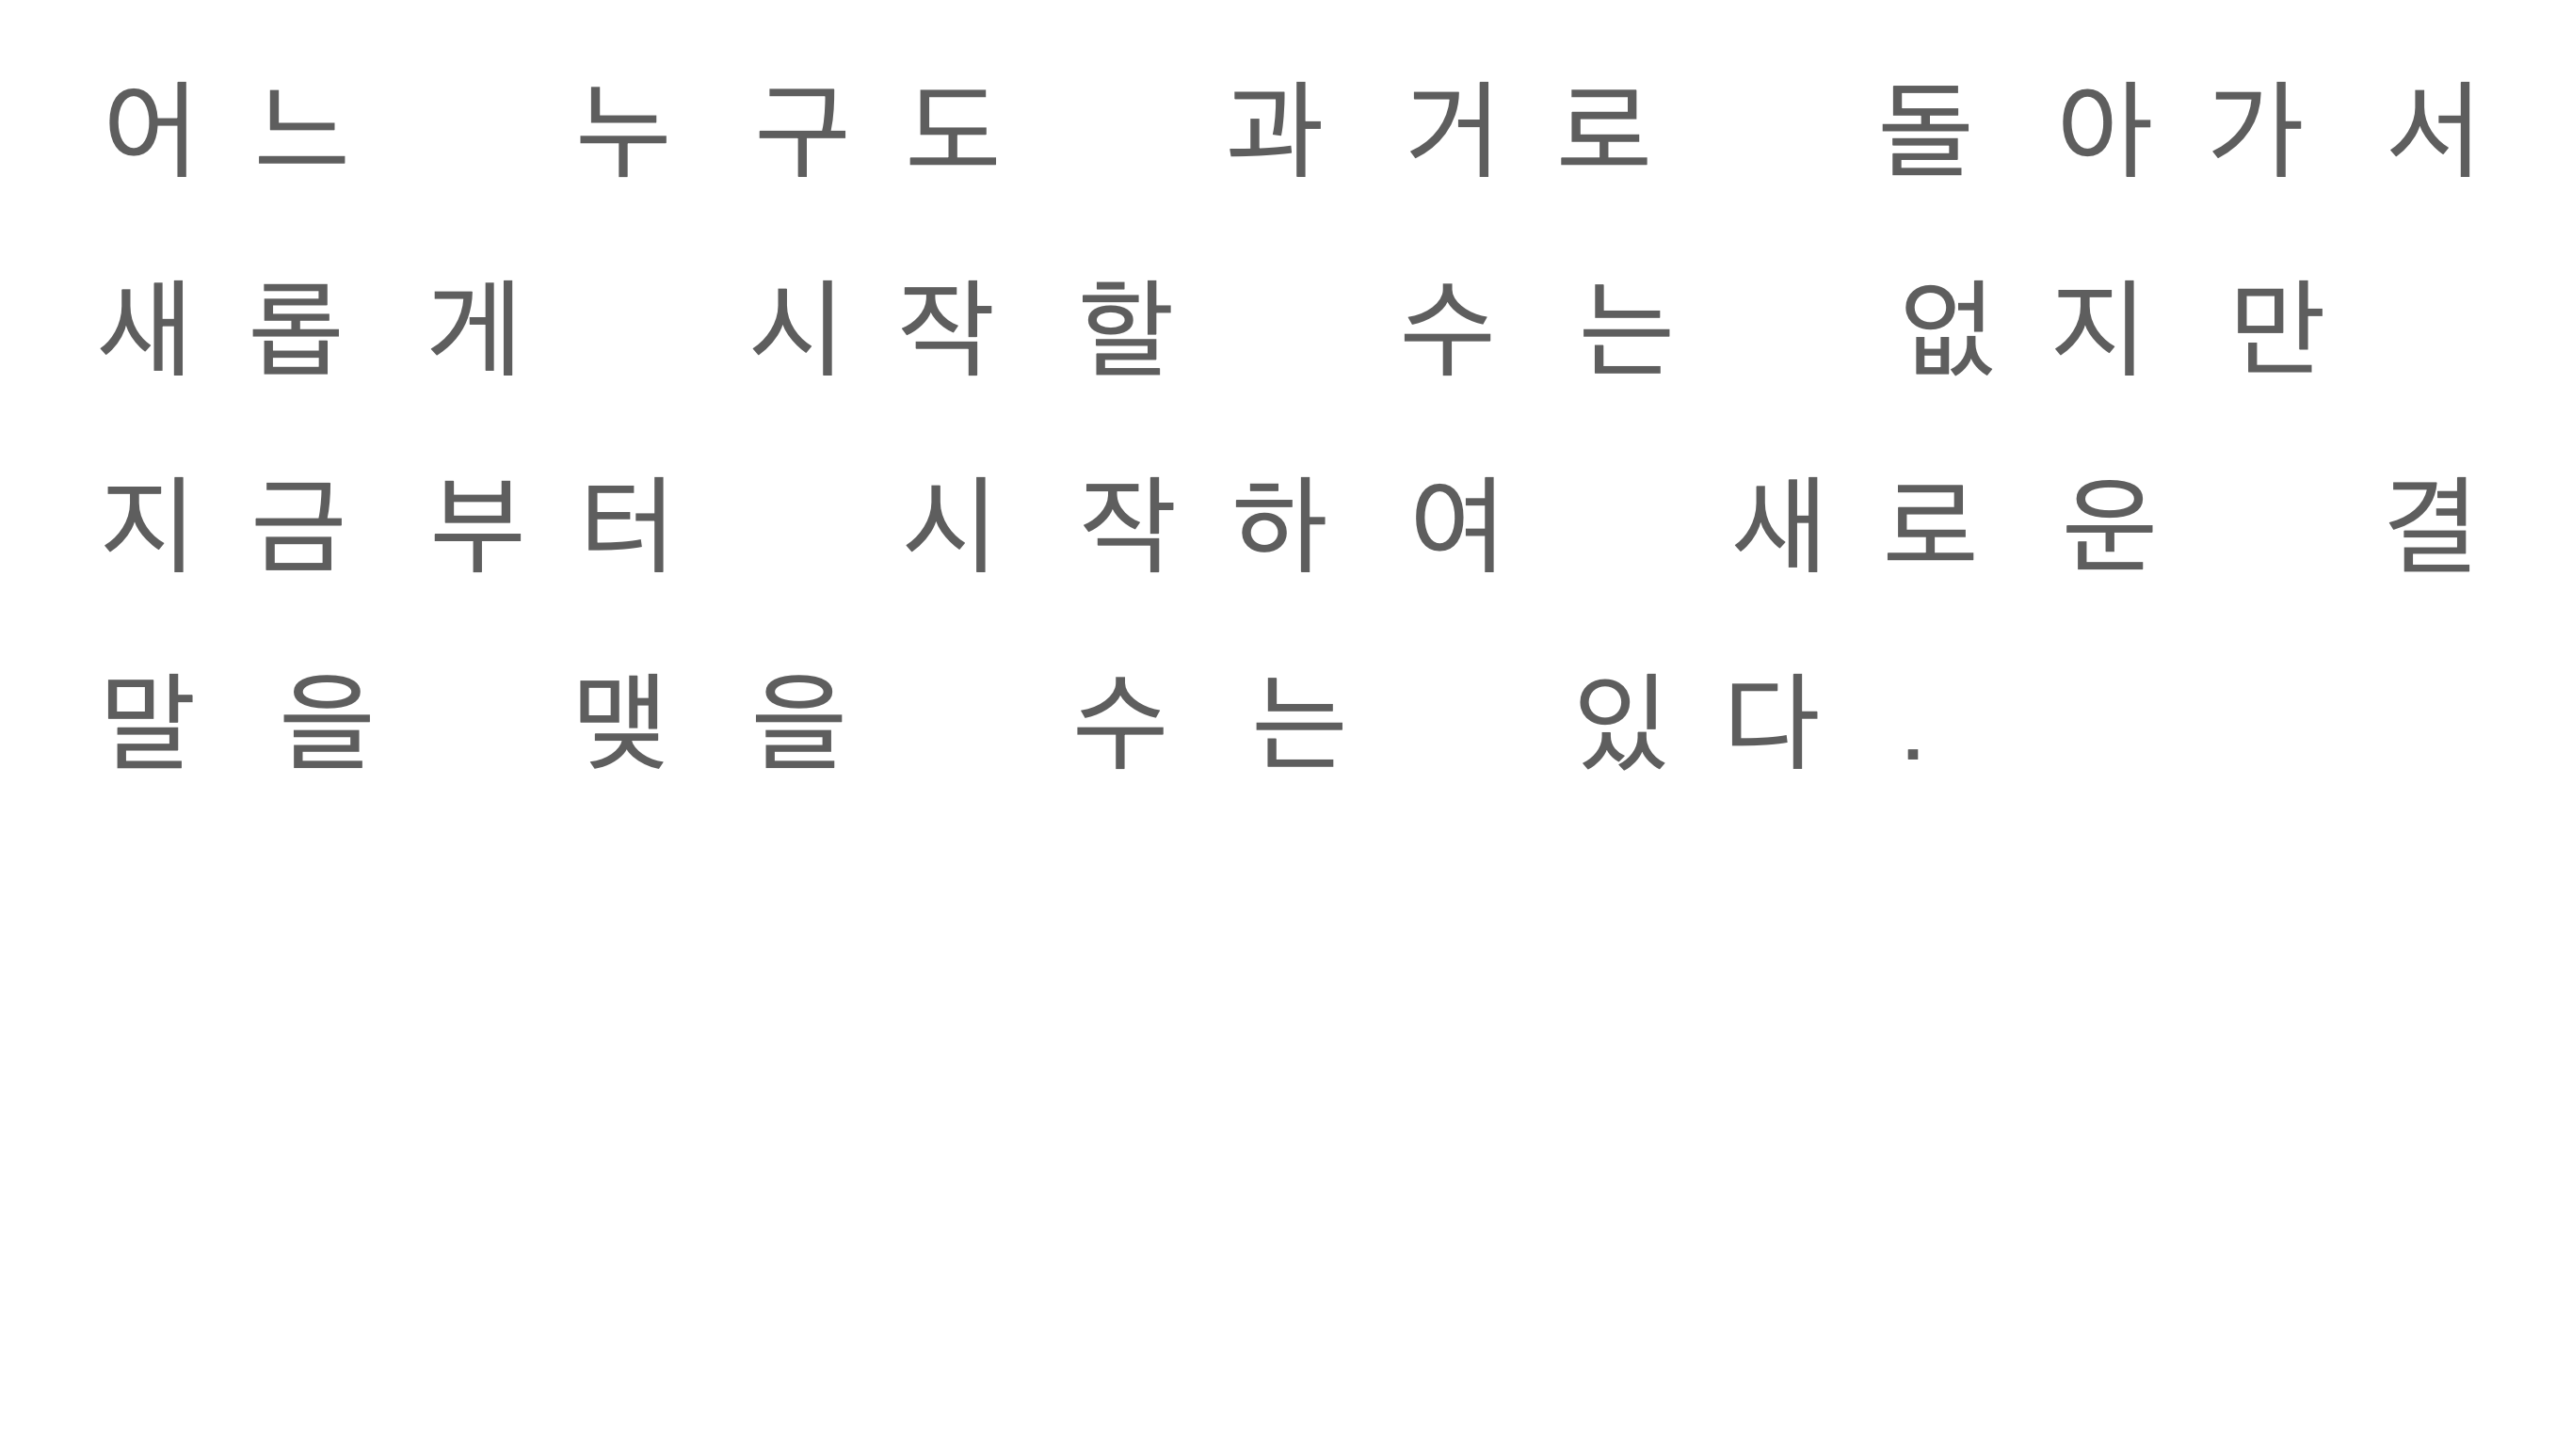 어느 누구도 과거로 돌아가서
새롭게 시작할 수는 없지만
지금부터 시작하여 새로운 결
말을 맺을 수는 있다.